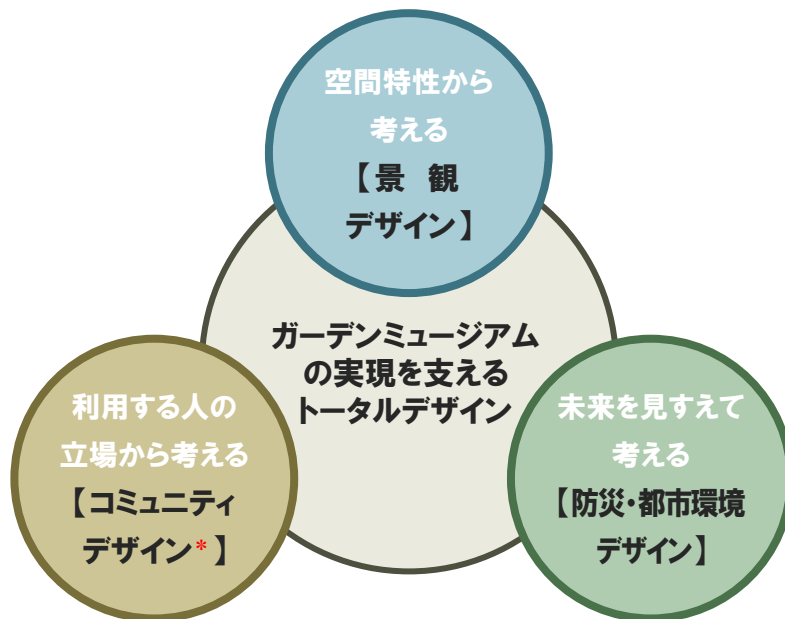 空間特性から
考える
【景 観
デザイン】
ガーデンミュージアム
の実現を支える
トータルデザイン
利用する人の
立場から考える
【コミュニティ
デザイン*】
未来を見すえて
考える
【防災・都市環境
デザイン】